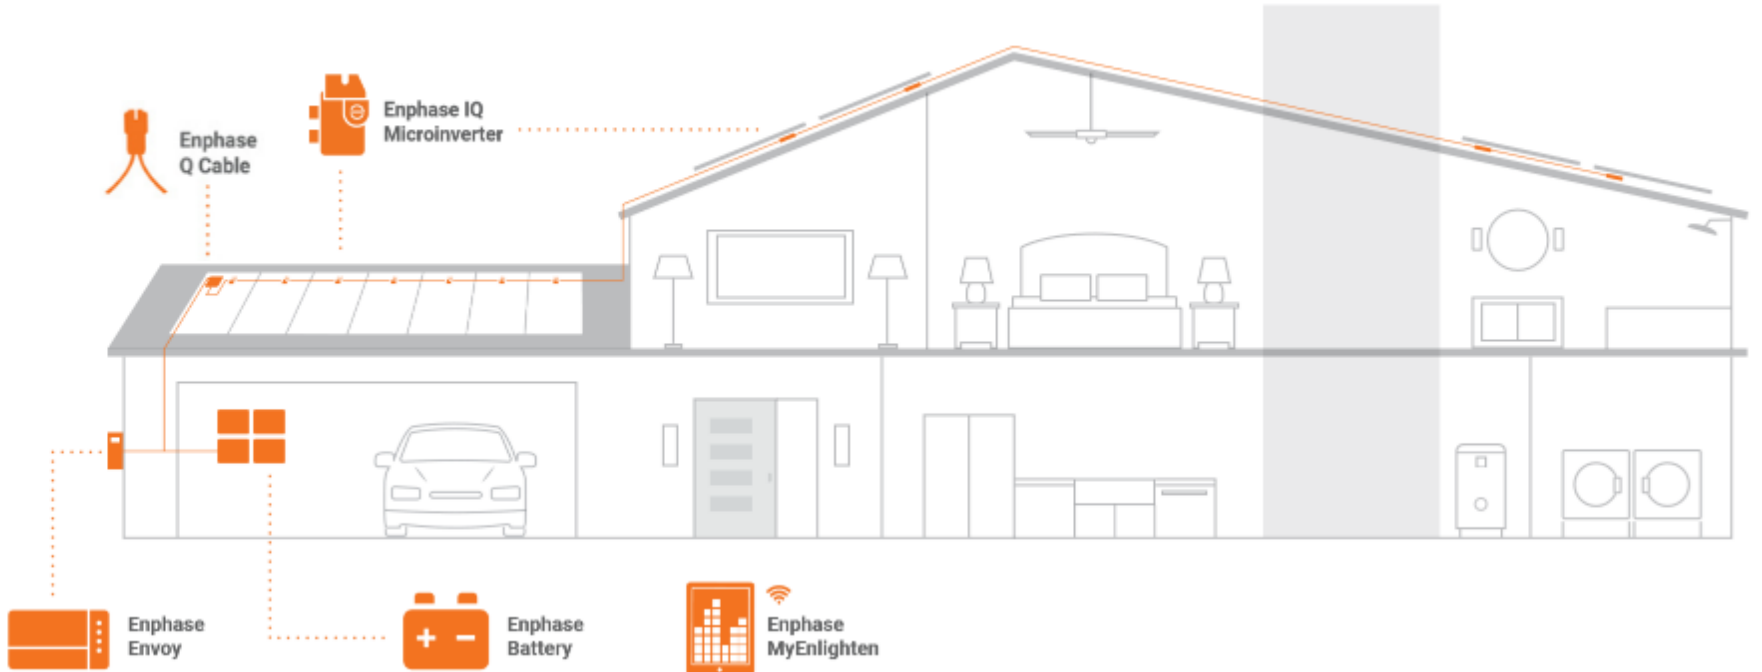 Enphase IQ
Microinverter
Enphase
Q Cable
Enphase
Envoy
Enphase
Battery
Enphase
MyEnlighten